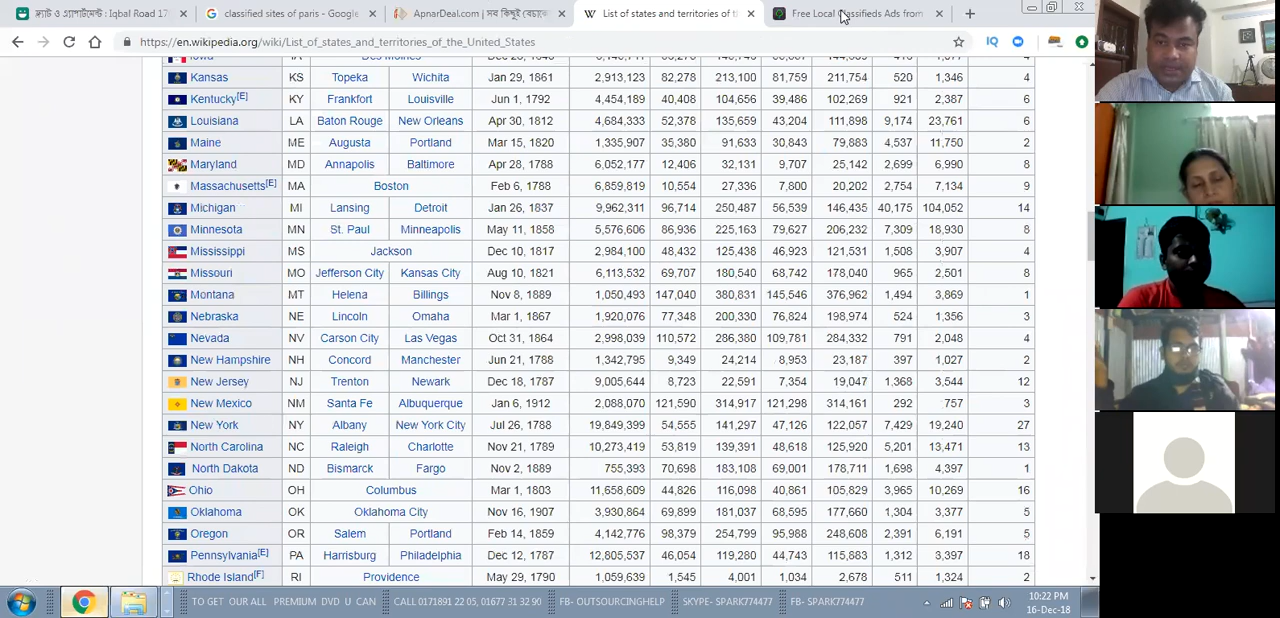 ফ্ল্যাট ও এ্যাপার্টমেন্ট : Iqbal Road 17
classified sites of paris - Google
ApnarDesh.com | সব কিছুই (বেচাকে
List of states and territories of
Free Local Classifieds Ads from
https://en.wikipedia.org/wiki/List_of_states_and_territories_of_the_United_States
Kansas KS Topeka Wichita Jan 29, 1861 2,913,123 82,278 213,100 81,759 211,754 520 1,346 4
Kentucky[E] KY Frankfort Louisville Jun 1, 1792 4,454,189 40,408 104,656 39,486 102,269 921 2,387 6
Louisiana LA Baton Rouge New Orleans Apr 30, 1812 4,684,333 52,378 135,659 43,204 111,898 9,174 23,761 6
Maine ME Augusta Portland Mar 15, 1820 1,335,907 35,380 91,633 30,843 79,883 4,537 11,750 2
Maryland MD Annapolis Baltimore Apr 28, 1788 6,052,177 12,406 32,131 9,707 25,142 2,699 6,990 8
Massachusetts[E] MA Boston Feb 6, 1788 6,859,819 10,554 27,336 7,800 20,202 2,754 7,134 9
Michigan MI Lansing Detroit Jan 26, 1837 9,962,311 96,714 250,487 56,539 146,435 40,175 104,052 14
Minnesota MN St. Paul Minneapolis May 11, 1858 5,576,606 86,936 225,163 79,627 206,232 7,309 18,930 8
Mississippi MS Jackson Dec 10, 1817 2,984,100 48,432 125,438 46,923 121,531 1,508 3,907 4
Missouri MO Jefferson City Kansas City Aug 10, 1821 6,113,532 69,707 180,540 68,742 178,040 965 2,501 8
Montana MT Helena Billings Nov 8, 1889 1,050,493 147,040 380,831 145,546 376,962 1,494 3,869 1
Nebraska NE Lincoln Omaha Mar 1, 1867 1,920,076 77,348 200,330 76,824 198,974 524 1,356 3
Nevada NV Carson City Las Vegas Oct 31, 1864 2,998,039 110,572 286,380 109,781 284,332 791 2,048 4
New Hampshire NH Concord Manchester Jun 21, 1788 1,342,795 9,349 24,214 8,953 23,187 397 1,027 2
New Jersey NJ Trenton Newark Dec 18, 1787 9,005,644 8,723 22,591 7,354 19,047 1,368 3,544 12
New Mexico NM Santa Fe Albuquerque Jan 6, 1912 2,088,070 121,590 314,917 121,298 314,161 292 757 3
New York NY Albany New York City Jul 26, 1788 19,849,399 54,555 141,297 47,126 122,057 7,429 19,240 27
North Carolina NC Raleigh Charlotte Nov 21, 1789 10,273,419 53,819 139,391 48,618 125,920 5,201 13,471 13
North Dakota ND Bismarck Fargo Nov 2, 1889 755,393 70,698 183,108 69,001 178,711 1,698 4,397 1
Ohio OH Columbus Mar 1, 1803 11,658,609 44,826 116,098 40,861 105,829 3,965 10,269 16
Oklahoma OK Oklahoma City Nov 16, 1907 3,930,864 69,899 181,037 68,595 177,660 1,304 3,377 5
Oregon OR Salem Portland Feb 14, 1859 4,142,776 98,379 254,799 95,988 248,608 2,391 6,191 5
Pennsylvania[E] PA Harrisburg Philadelphia Dec 12, 1787 12,805,537 46,054 119,280 44,743 115,883 1,312 3,397 18
Rhode Island[F] RI Providence May 29, 1790 1,059,639 1,545 4,001 1,034 2,678 511 1,324 2
TO GET OUR ALL PREMIUM DVD U CAN
FB- OUTSOURCINGHELP
SKYPE- SPARK774477
FB- SPARK774477
10:22 PM
16-Dec-18